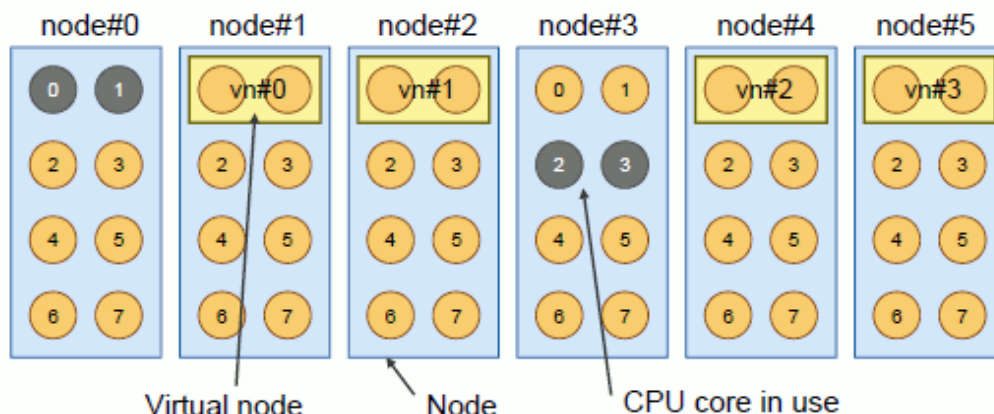 node#0 node#1 node#2 node#3 node#4 node#5
0 1 vn#0 vn#1 0 1 vn#2 vn#3
2 3 2 3 2 3 2 3 2 3 2 3
4 5 4 5 4 5 4 5 4 5 4 5
6 7 6 7 6 7 6 7 6 7 6 7
Virtual node Node CPU core in use